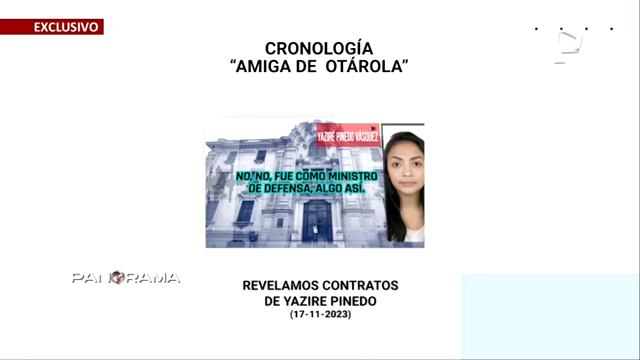 EXCLUSIVO
CRONOLOGÍA
“AMIGA DE OTÁROLA”
YAZIRÉ PINEDO VÁSQUEZ
NO, NO, FUE COMO MINISTRO
DE DEFENSA, ALGO ASÍ.
PANORAMA
REVELAMOS CONTRATOS
DE YAZIRE PINEDO
(17-11-2023)